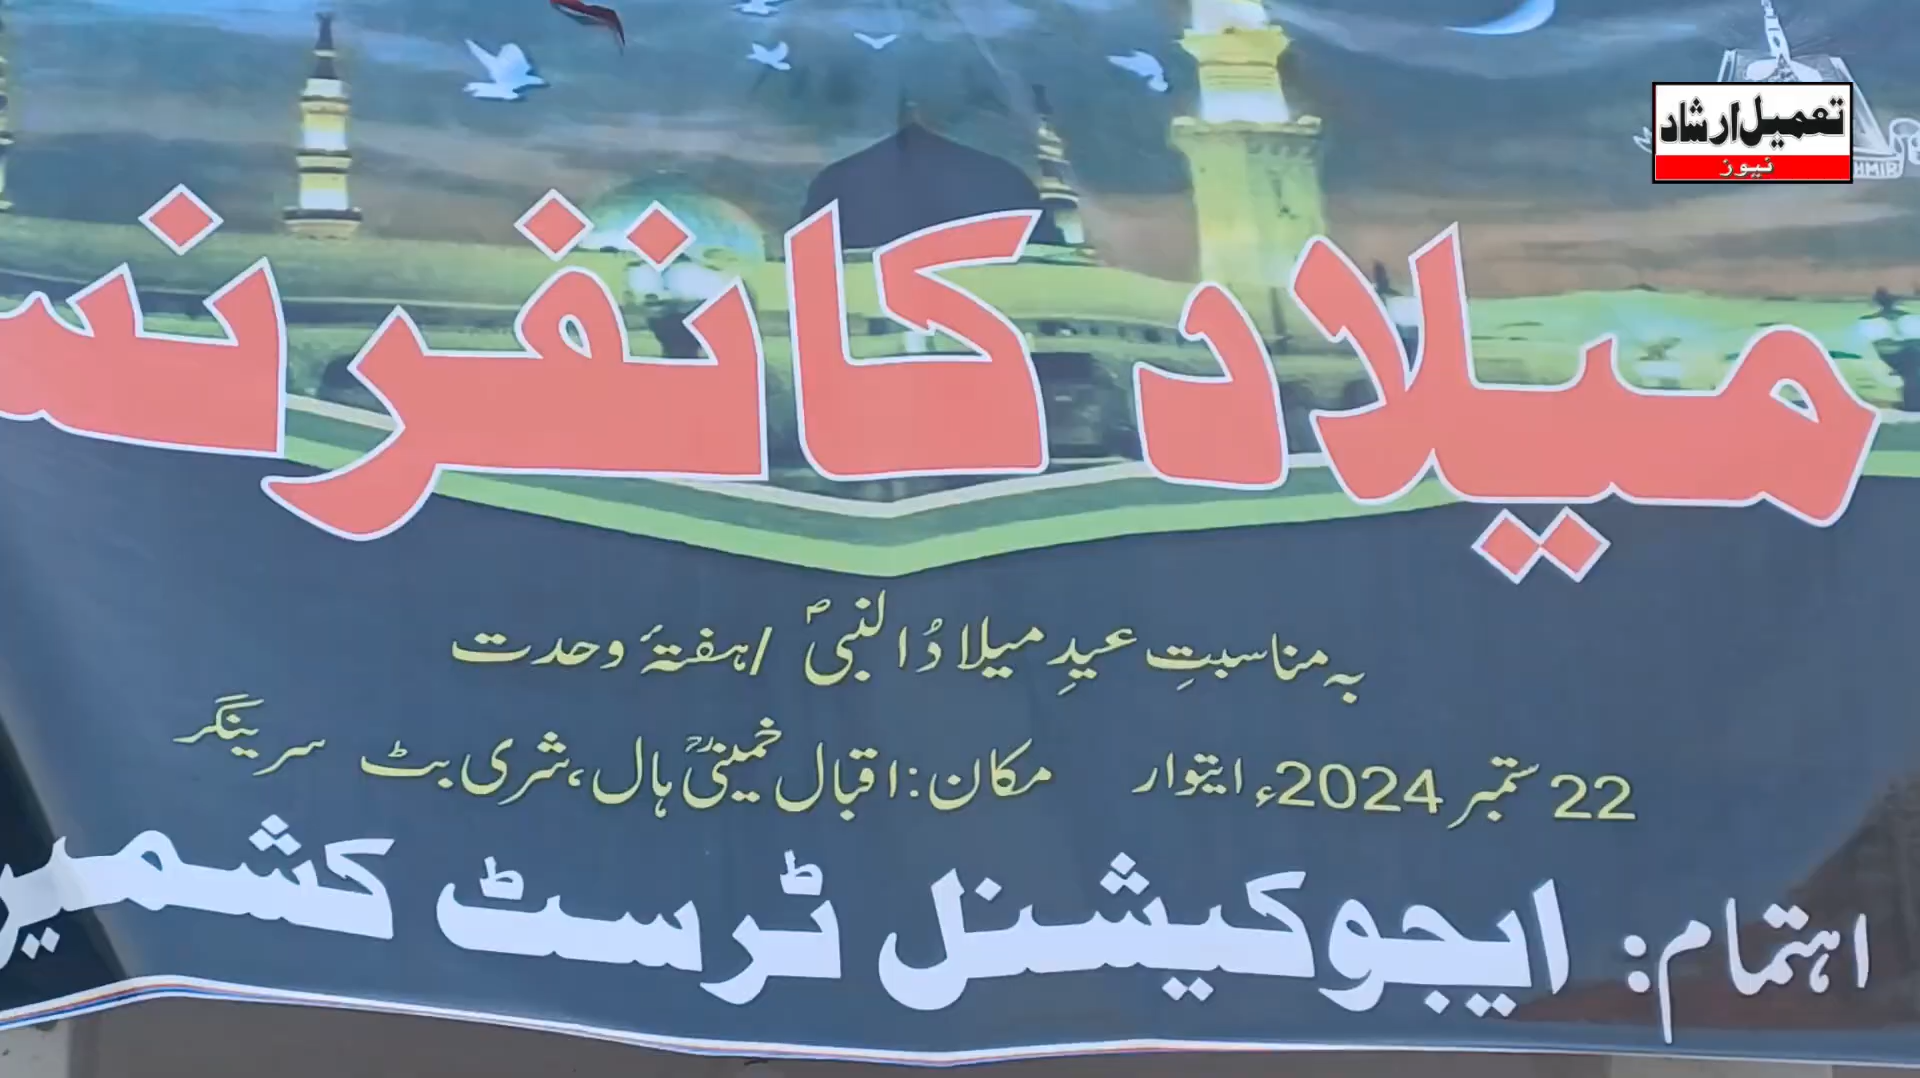 تعمیل ارشاد
نیوز
میلاد کانفرنس
بہ مناسبتِ عیدِ میلادُ النبیؐ / ہفتۂ وحدت
22 ستمبر 2024ء ایتوار مکان: اقبال خمینیؒ ہال، شری بٹ سرینگر
اہتمام: ایجوکیشنل ٹرسٹ کشمیر